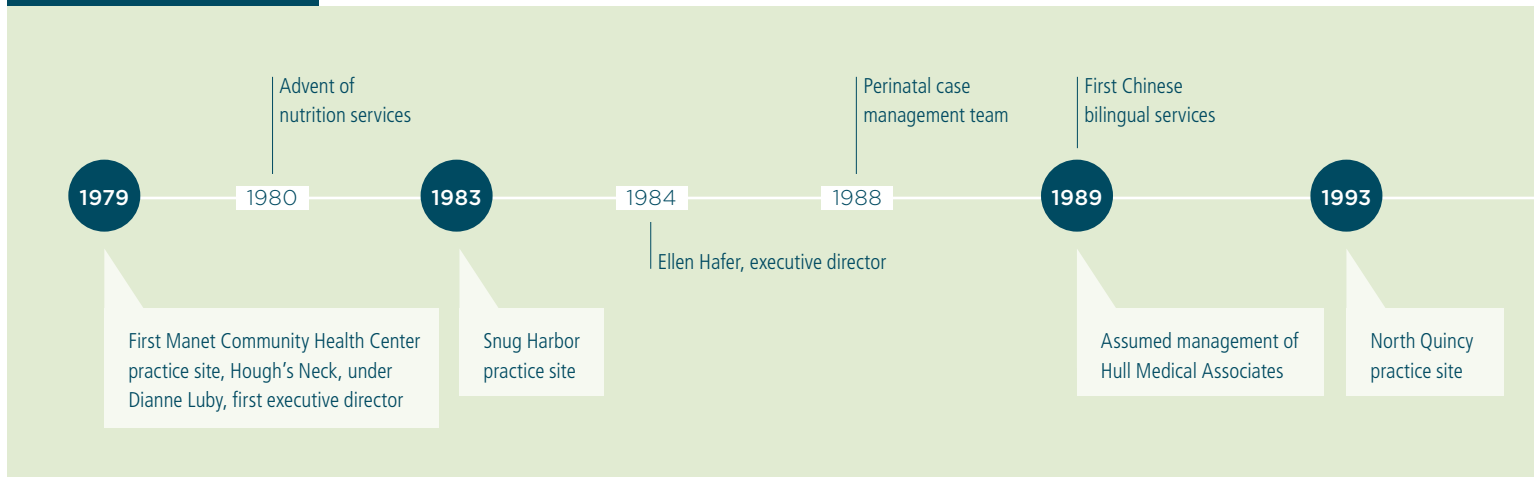 Advent of
nutrition services
Perinatal case
management team
First Chinese
bilingual services
1979
1980
1983
1984
1988
1989
1993
Ellen Hafer, executive director
First Manet Community Health Center
practice site, Hough's Neck, under
Dianne Luby, first executive director
Snug Harbor
practice site
Assumed management of
Hull Medical Associates
North Quincy
practice site